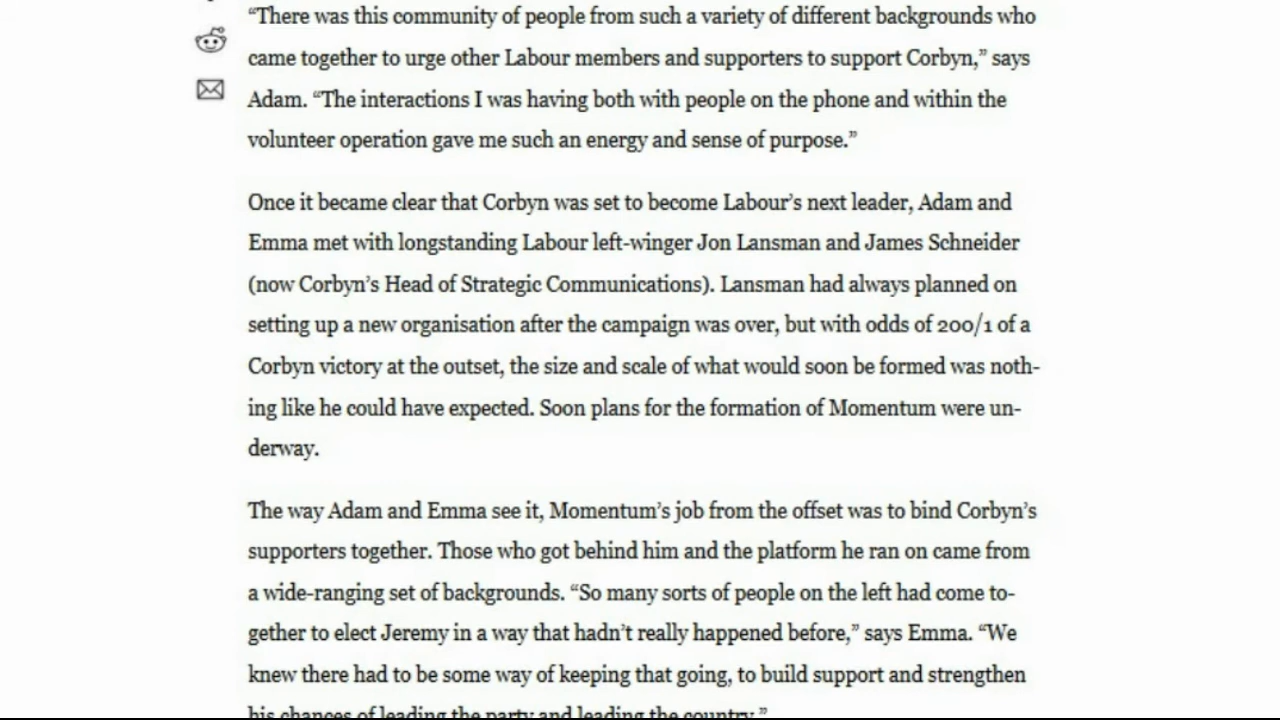 “There was this community of people from such a variety of different backgrounds who
came together to urge other Labour members and supporters to support Corbyn,” says
Adam. “The interactions I was having both with people on the phone and within the
volunteer operation gave me such an energy and sense of purpose.”
Once it became clear that Corbyn was set to become Labour’s next leader, Adam and
Emma met with longstanding Labour left-winger Jon Lansman and James Schneider
(now Corbyn’s Head of Strategic Communications). Lansman had always planned on
setting up a new organisation after the campaign was over, but with odds of 200/1 of a
Corbyn victory at the outset, the size and scale of what would soon be formed was noth-
ing like he could have expected. Soon plans for the formation of Momentum were un-
derway.
The way Adam and Emma see it, Momentum’s job from the offset was to bind Corbyn’s
supporters together. Those who got behind him and the platform he ran on came from
a wide-ranging set of backgrounds. “So many sorts of people on the left had come to-
gether to elect Jeremy in a way that hadn’t really happened before,” says Emma. “We
knew there had to be some way of keeping that going, to build support and strengthen
his chances of leading the party and leading the country.”